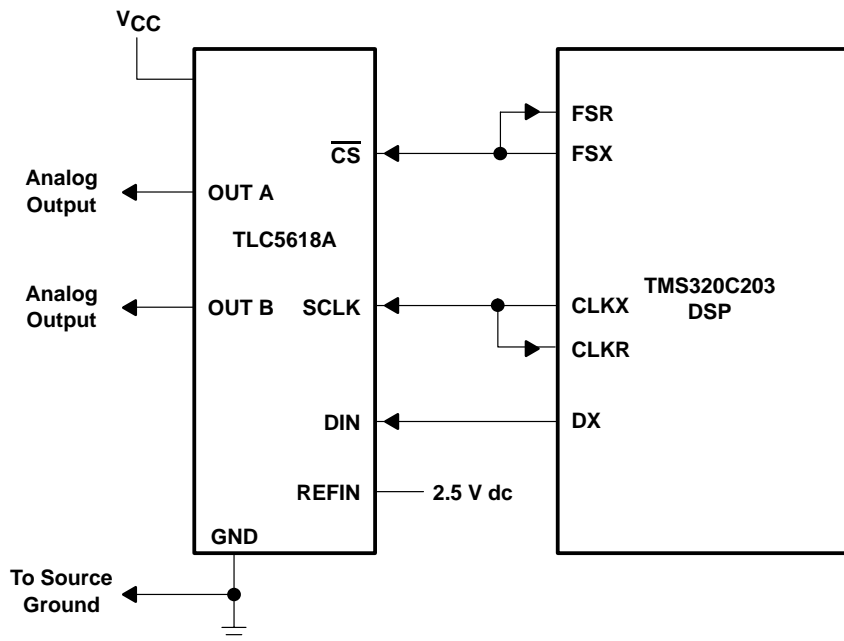 VCC
FSR
CS
FSX
Analog
Output
OUT A
TLC5618A
TMS320C203
DSP
Analog
Output
OUT B
SCLK
CLKX
CLKR
DIN
DX
REFIN
2.5 V dc
GND
To Source
Ground